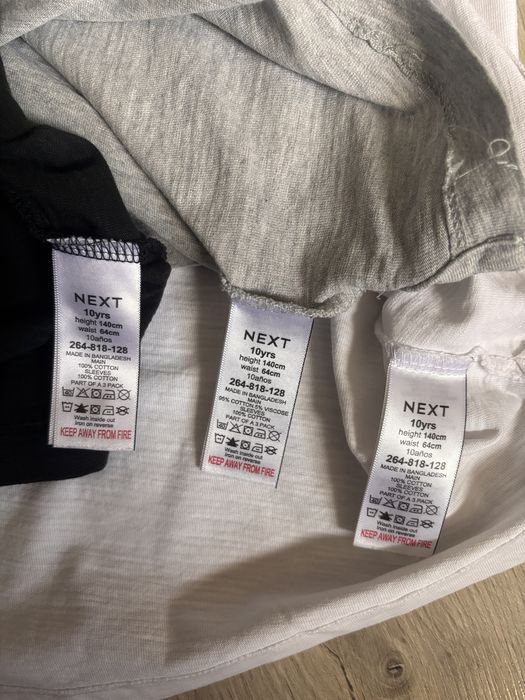 NEXT
10yrs
height 140cm
waist 64cm
10años
264-818-128
MADE IN BANGLADESH
MAIN
100% COTTON
SLEEVES
100% COTTON
PART OF A 3 PACK
Wash inside out
Iron on reverse
KEEP AWAY FROM FIRE
NEXT
10yrs
height 140cm
waist 64cm
10años
264-818-128
MADE IN BANGLADESH
MAIN
95% COTTON 5% VISCOSE
SLEEVES
100% COTTON
PART OF A 3 PACK
Wash inside out
Iron on reverse
KEEP AWAY FROM FIRE
NEXT
10yrs
height 140cm
waist 64cm
10años
264-818-128
MADE IN BANGLADESH
MAIN
100% COTTON
SLEEVES
100% COTTON
PART OF A 3 PACK
Wash inside out
Iron on reverse
KEEP AWAY FROM FIRE